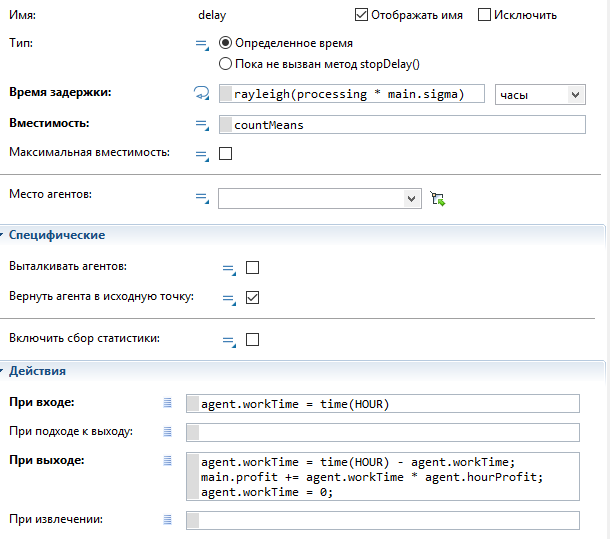 Имя: delay Отображать имя Исключить
Тип: Определенное время
Пока не вызван метод stopDelay()
Время задержки: rayleigh(processing * main.sigma) часы
Вместимость: countMeans
Максимальная вместимость:
Место агентов:
Специфические
Выталкивать агентов:
Вернуть агента в исходную точку:
Включить сбор статистики:
Действия
При входе: agent.workTime = time(HOUR)
При подходе к выходу:
При выходе: agent.workTime = time(HOUR) - agent.workTime;
main.profit += agent.workTime * agent.hourProfit;
agent.workTime = 0;
При извлечении: